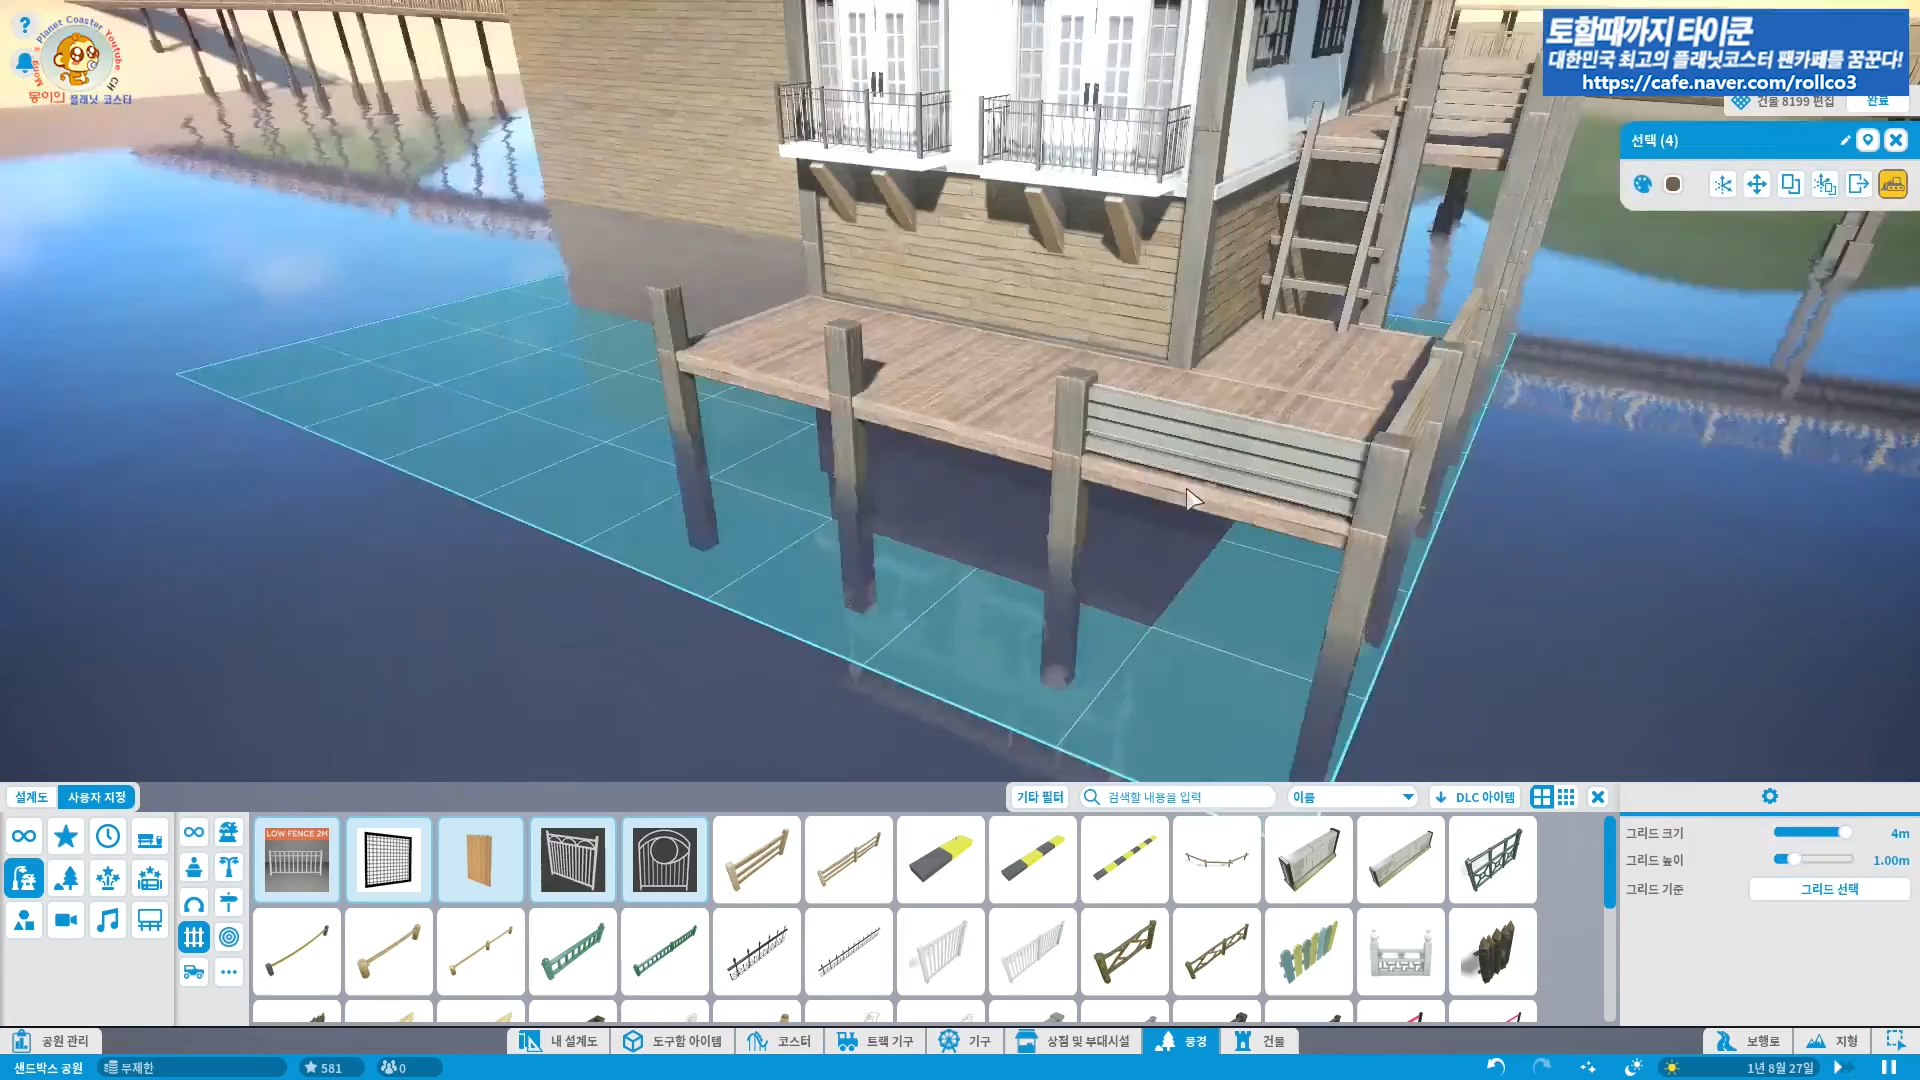 ?
Mong's Planet Coaster Youtube CH
몽이의 플래닛 코스터
토할때까지 타이쿤
대한민국 최고의 플래닛코스터 팬카페를 꿈꾼다!
https://cafe.naver.com/rollco3
건물 8199 편집
완료
선택 (4)
설계도
사용자 지정
기타 필터
검색할 내용을 입력
이름
DLC 아이템
LOW FENCE 2M
그리드 크기
4m
그리드 높이
1.00m
그리드 기준
그리드 선택
공원 관리
내 설계도
도구함 아이템
코스터
트랙 기구
기구
상점 및 부대시설
풍경
건물
보행로
지형
샌드박스 공원
무제한
581
0
1년 8월 27일